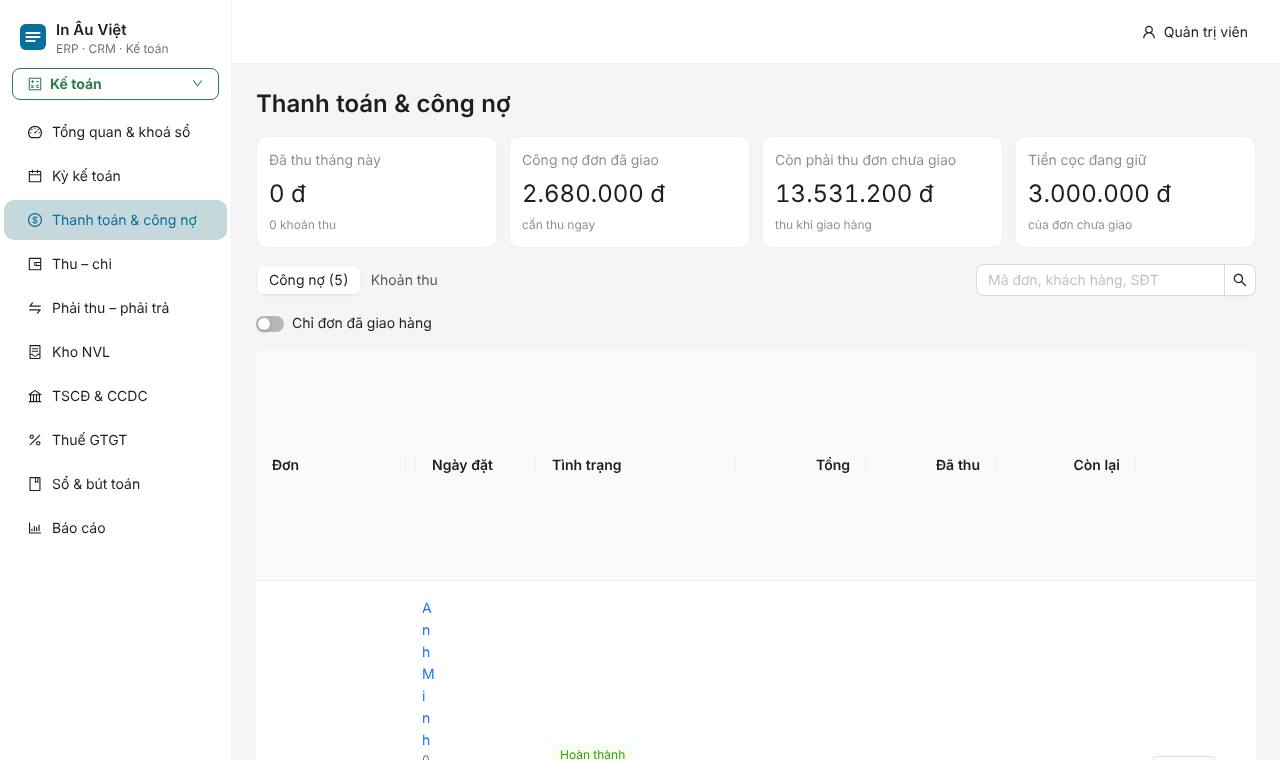 In Âu Việt
ERP · CRM · Kế toán
Kế toán
Tổng quan & khoá sổ
Kỳ kế toán
Thanh toán & công nợ
Thu – chi
Phải thu – phải trả
Kho NVL
TSCĐ & CCDC
Thuế GTGT
Sổ & bút toán
Báo cáo
Quản trị viên
Thanh toán & công nợ
Đã thu tháng này
0 đ
0 khoản thu
Công nợ đơn đã giao
2.680.000 đ
cần thu ngay
Còn phải thu đơn chưa giao
13.531.200 đ
thu khi giao hàng
Tiền cọc đang giữ
3.000.000 đ
của đơn chưa giao
Công nợ (5) Khoản thu
Mã đơn, khách hàng, SĐT
Chỉ đơn đã giao hàng
Đơn Ngày đặt Tình trạng Tổng Đã thu Còn lại
A
n
h
M
i
n
h
Hoàn thành